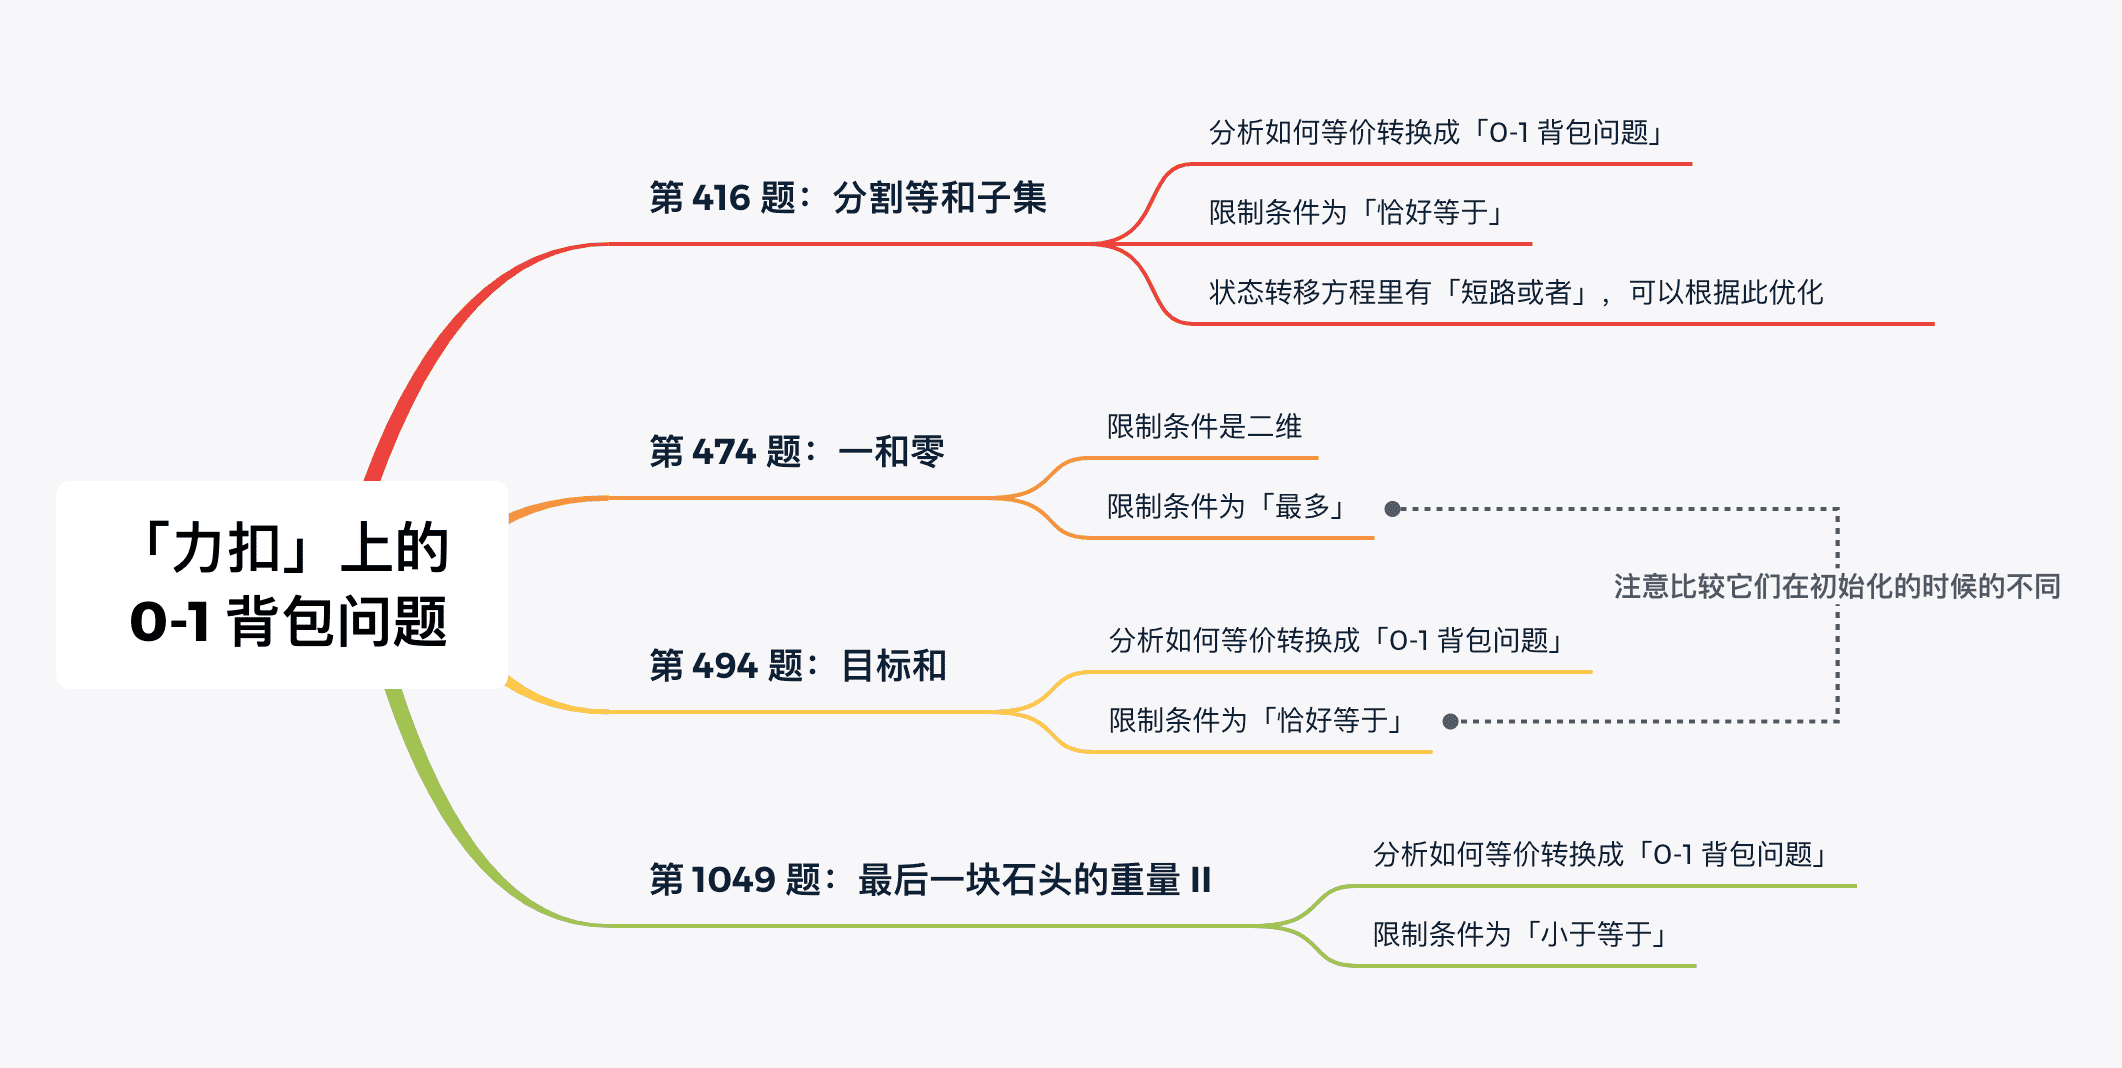 「力扣」上的
0-1 背包问题
第 416 题：分割等和子集
分析如何等价转换成「0-1 背包问题」
限制条件为「恰好等于」
状态转移方程里有「短路或者」，可以根据此优化
第 474 题：一和零
限制条件是二维
限制条件为「最多」
注意比较它们在初始化的时候的不同
第 494 题：目标和
分析如何等价转换成「0-1 背包问题」
限制条件为「恰好等于」
第 1049 题：最后一块石头的重量 II
分析如何等价转换成「0-1 背包问题」
限制条件为「小于等于」